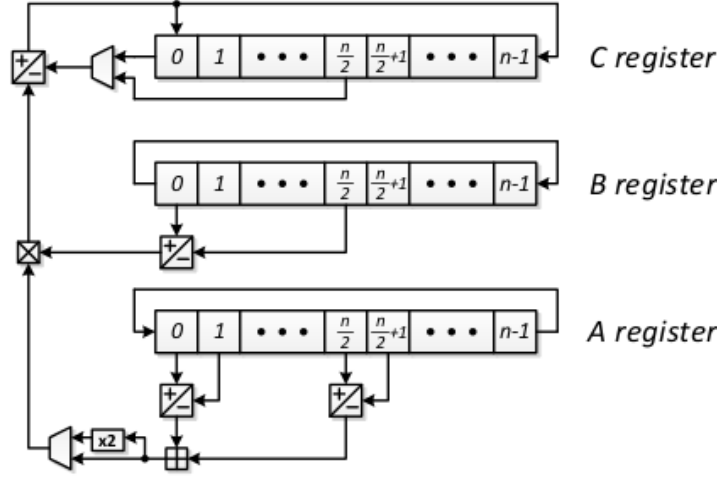 + −
0 1 • • • n/2 n/2+1 • • • n-1
C register
0 1 • • • n/2 n/2+1 • • • n-1
B register
+ −
0 1 • • • n/2 n/2+1 • • • n-1
A register
+ − + −
x2